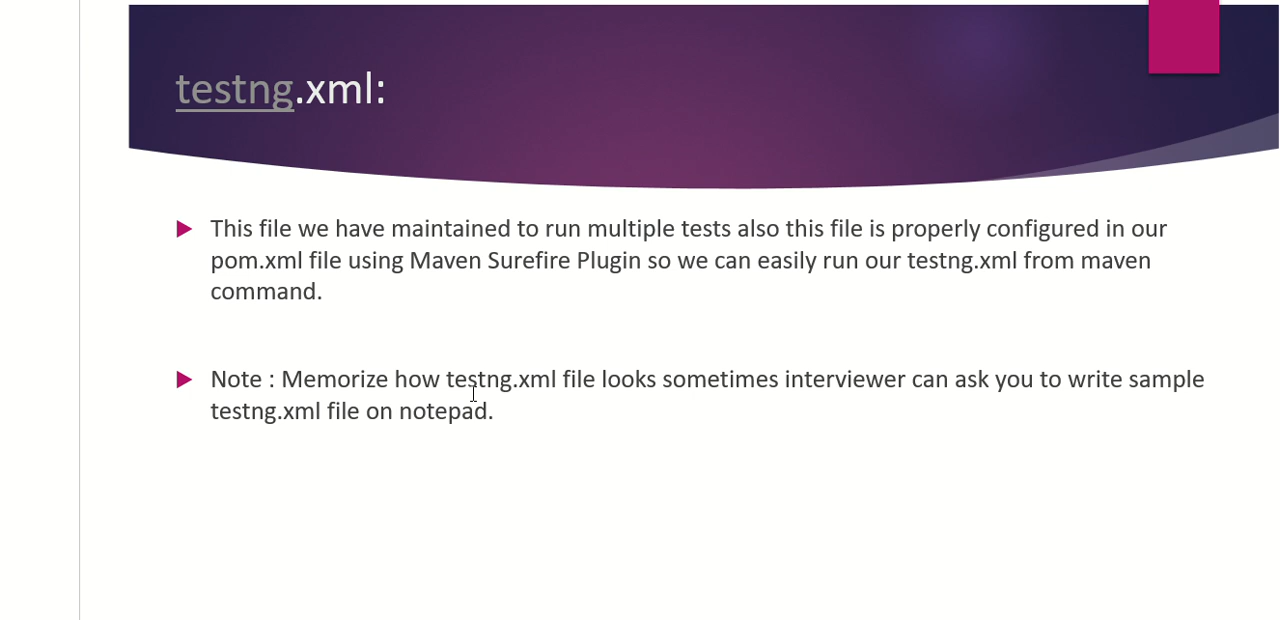 testng.xml:
This file we have maintained to run multiple tests also this file is properly configured in our
pom.xml file using Maven Surefire Plugin so we can easily run our testng.xml from maven
command.
Note : Memorize how testng.xml file looks sometimes interviewer can ask you to write sample
testng.xml file on notepad.